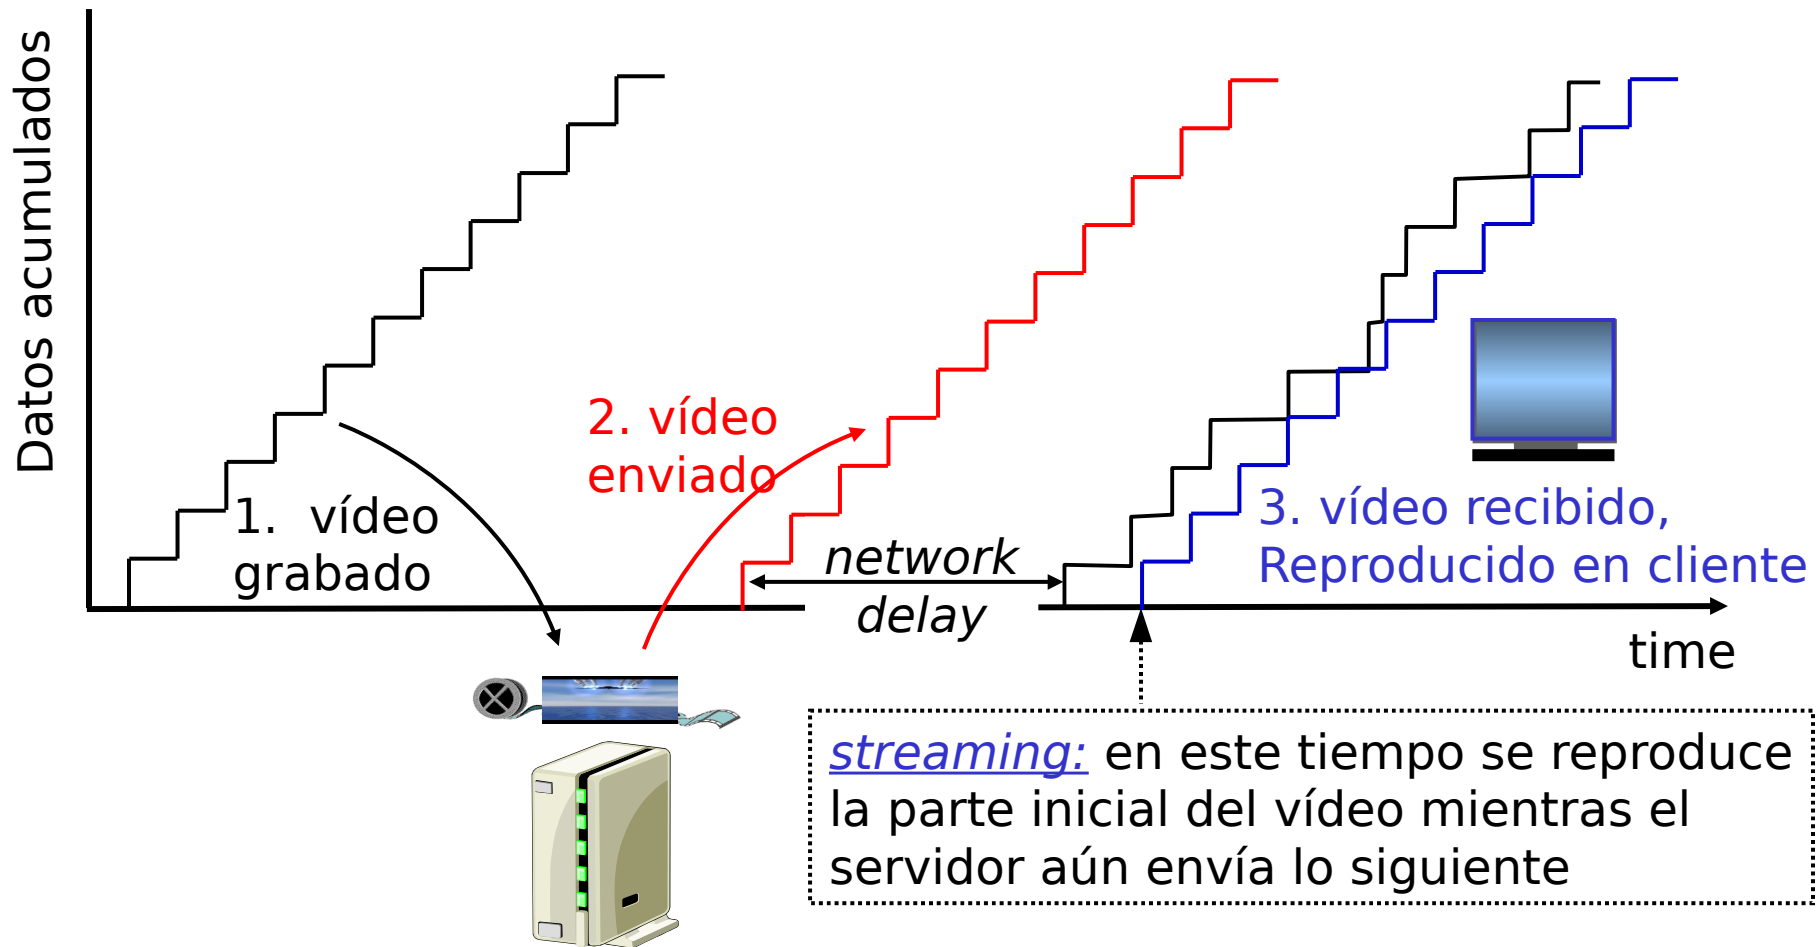 Datos acumulados
1. vídeo
grabado
2. vídeo
enviado
network
delay
3. vídeo recibido,
Reproducido en cliente
time
streaming: en este tiempo se reproduce
la parte inicial del vídeo mientras el
servidor aún envía lo siguiente